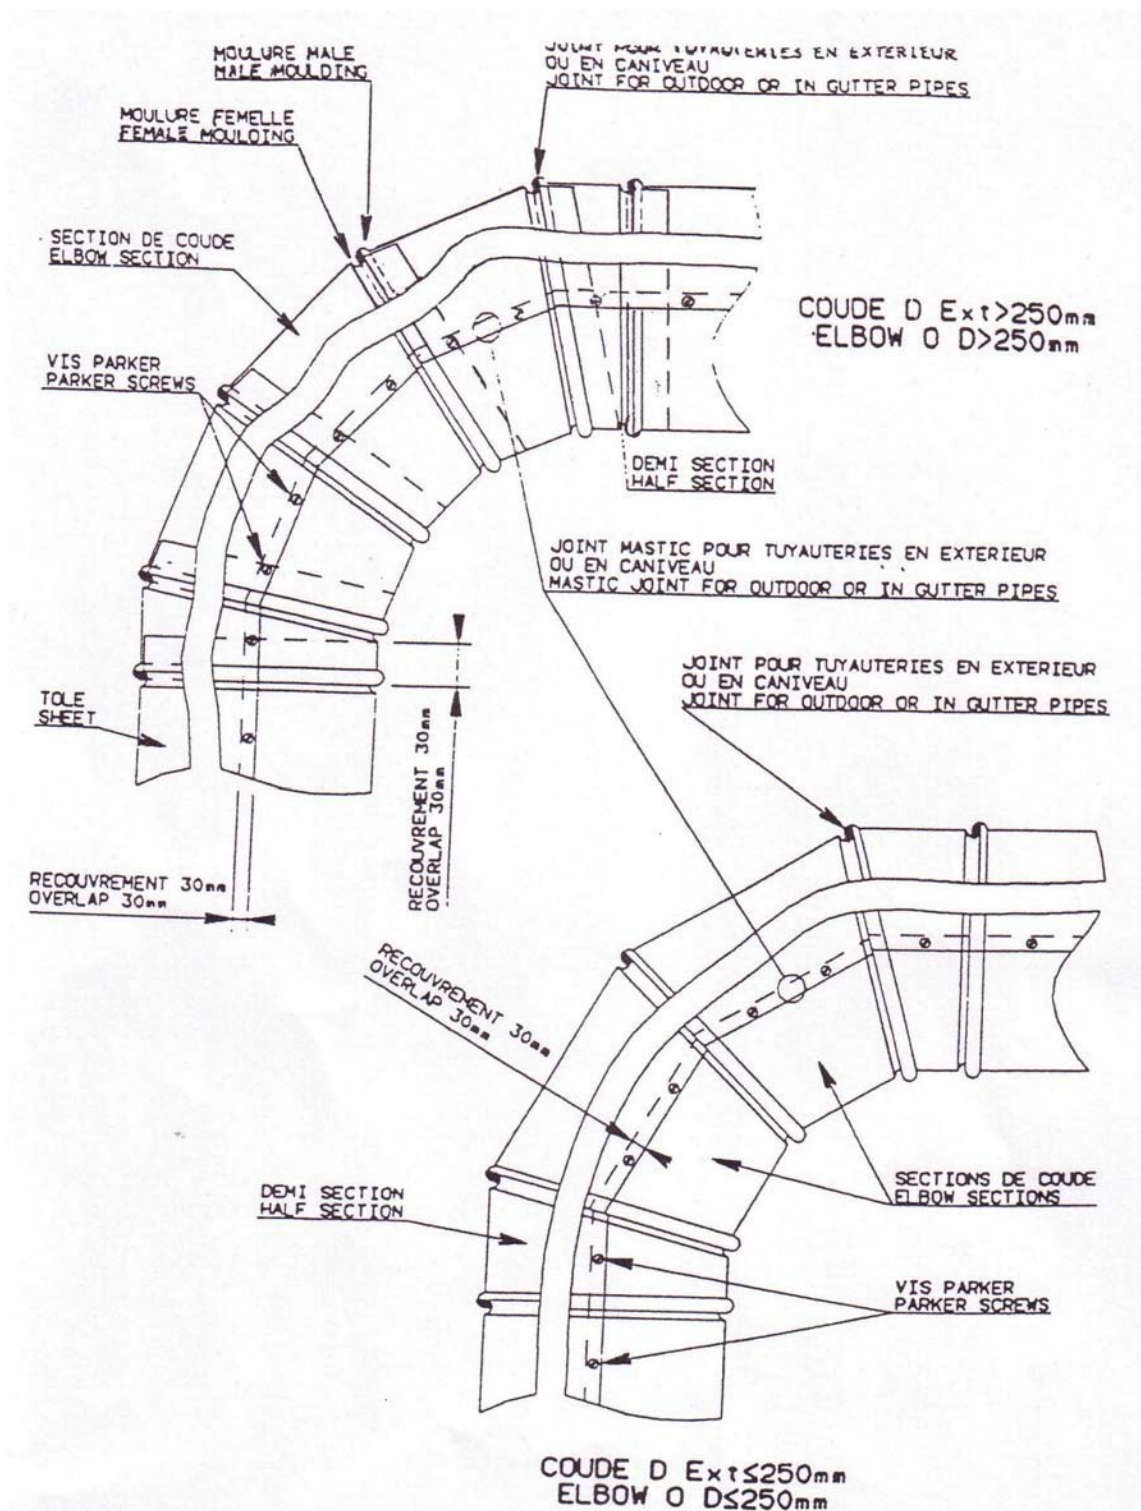 MOULURE MALE
MALE MOULDING
JOINT POUR TUYAUTERIES EN EXTERIEUR
OU EN CANIVEAU
JOINT FOR OUTDOOR OR IN GUTTER PIPES
MOULURE FEMELLE
FEMALE MOULDING
SECTION DE COUDE
ELBOW SECTION
COUDE D Ext>250mm
ELBOW O D>250mm
VIS PARKER
PARKER SCREWS
DEMI SECTION
HALF SECTION
JOINT MASTIC POUR TUYAUTERIES EN EXTERIEUR
OU EN CANIVEAU
MASTIC JOINT FOR OUTDOOR OR IN GUTTER PIPES
JOINT POUR TUYAUTERIES EN EXTERIEUR
OU EN CANIVEAU
JOINT FOR OUTDOOR OR IN GUTTER PIPES
TOLE
SHEET
RECOUVREMENT 30mm
OVERLAP 30mm
RECOUVREMENT 30mm
OVERLAP 30mm
RECOUVREMENT 30mm
OVERLAP 30mm
DEMI SECTION
HALF SECTION
SECTIONS DE COUDE
ELBOW SECTIONS
VIS PARKER
PARKER SCREWS
COUDE D Ext≤250mm
ELBOW O D≤250mm